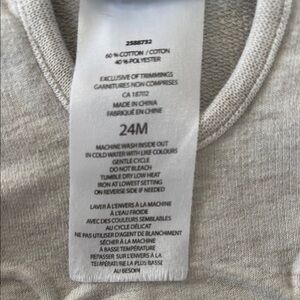 2588732
60 % COTTON / COTON
40 % POLYESTER
EXCLUSIVE OF TRIMMINGS
GARNITURES NON COMPRISES
CA 18702
MADE IN CHINA
FABRIQUÉ EN CHINE
24M
MACHINE WASH INSIDE OUT
IN COLD WATER WITH LIKE COLOURS
GENTLE CYCLE
DO NOT BLEACH
TUMBLE DRY LOW HEAT
IRON AT LOWEST SETTING
ON REVERSE SIDE IF NEEDED
LAVER À L'ENVERS À LA MACHINE
À L'EAU FROIDE
AVEC DES COULEURS SEMBLABLES
AU CYCLE DÉLICAT
NE PAS UTILISER D'AGENT DE BLANCHIMENT
SÉCHER À LA MACHINE
À BASSE TEMPÉRATURE
REPASSER SUR L'ENVERS À LA
TEMPÉRATURE LA PLUS BASSE
AU BESOIN